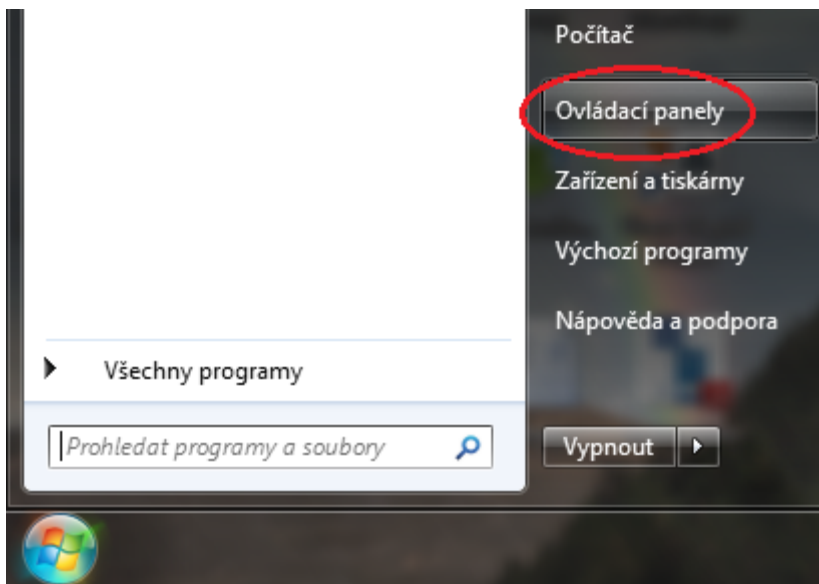 Počítač
Ovládací panely
Zařízení a tiskárny
Výchozí programy
Nápověda a podpora
Všechny programy
Prohledat programy a soubory
Vypnout